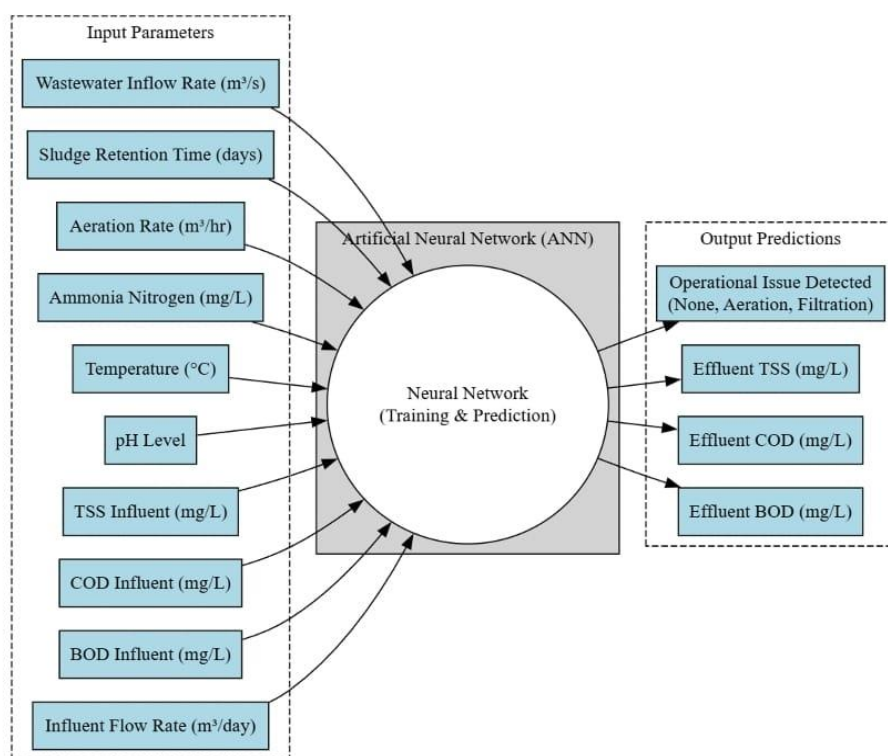 Input Parameters
Wastewater Inflow Rate (m³/s)
Sludge Retention Time (days)
Aeration Rate (m³/hr)
Ammonia Nitrogen (mg/L)
Temperature (°C)
pH Level
TSS Influent (mg/L)
COD Influent (mg/L)
BOD Influent (mg/L)
Influent Flow Rate (m³/day)
Artificial Neural Network (ANN)
Neural Network
(Training & Prediction)
Output Predictions
Operational Issue Detected
(None, Aeration, Filtration)
Effluent TSS (mg/L)
Effluent COD (mg/L)
Effluent BOD (mg/L)